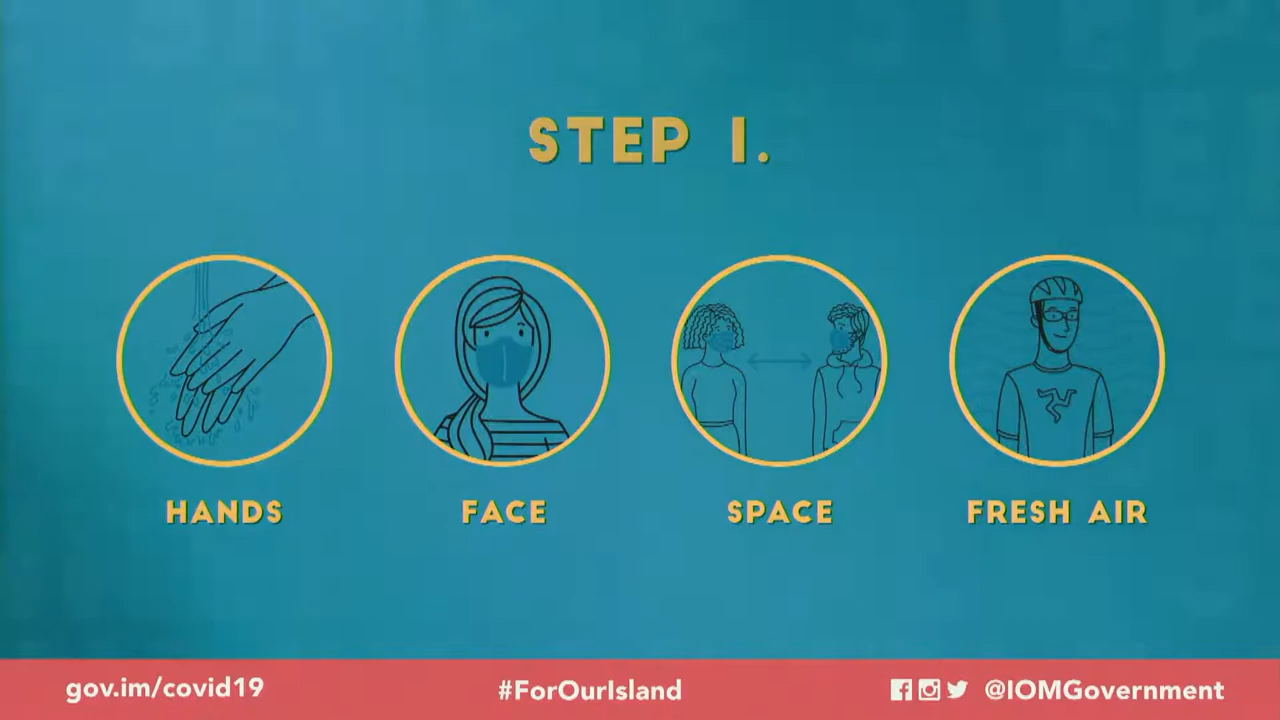 STEP 1.
HANDS
FACE
SPACE
FRESH AIR
gov.im/covid19
#ForOurIsland
@IOMGovernment